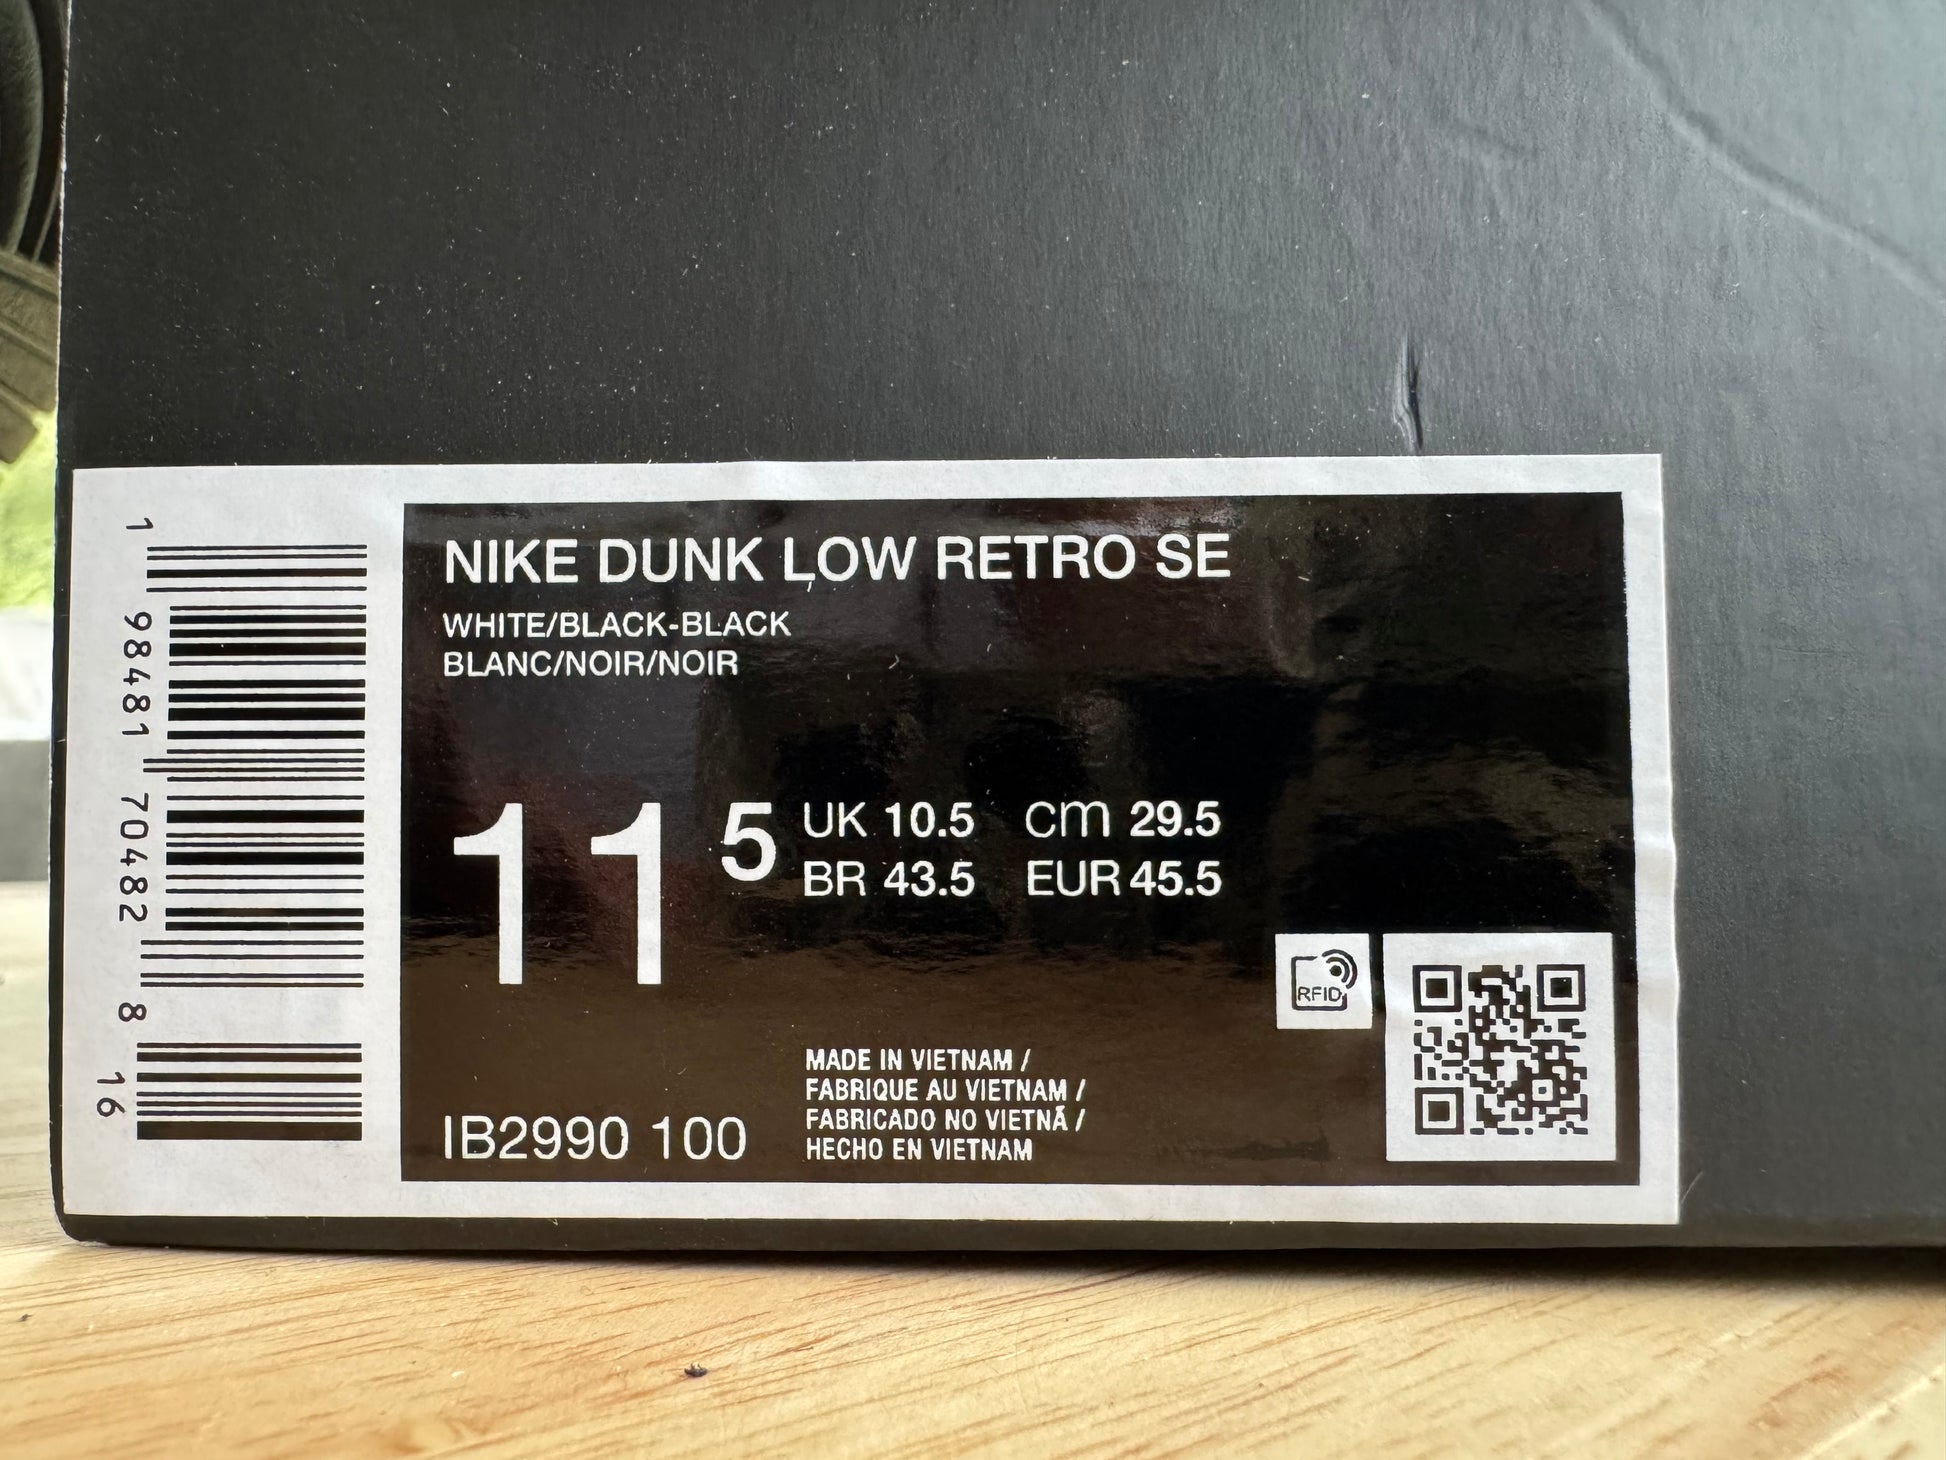 NIKE DUNK LOW RETRO SE
WHITE/BLACK-BLACK
BLANC/NOIR/NOIR
11 5
UK 10.5 cm 29.5
BR 43.5 EUR 45.5
RFID
MADE IN VIETNAM /
FABRIQUE AU VIETNAM /
FABRICADO NO VIETNÃ /
HECHO EN VIETNAM
IB2990 100
1 98481 70482 8
16